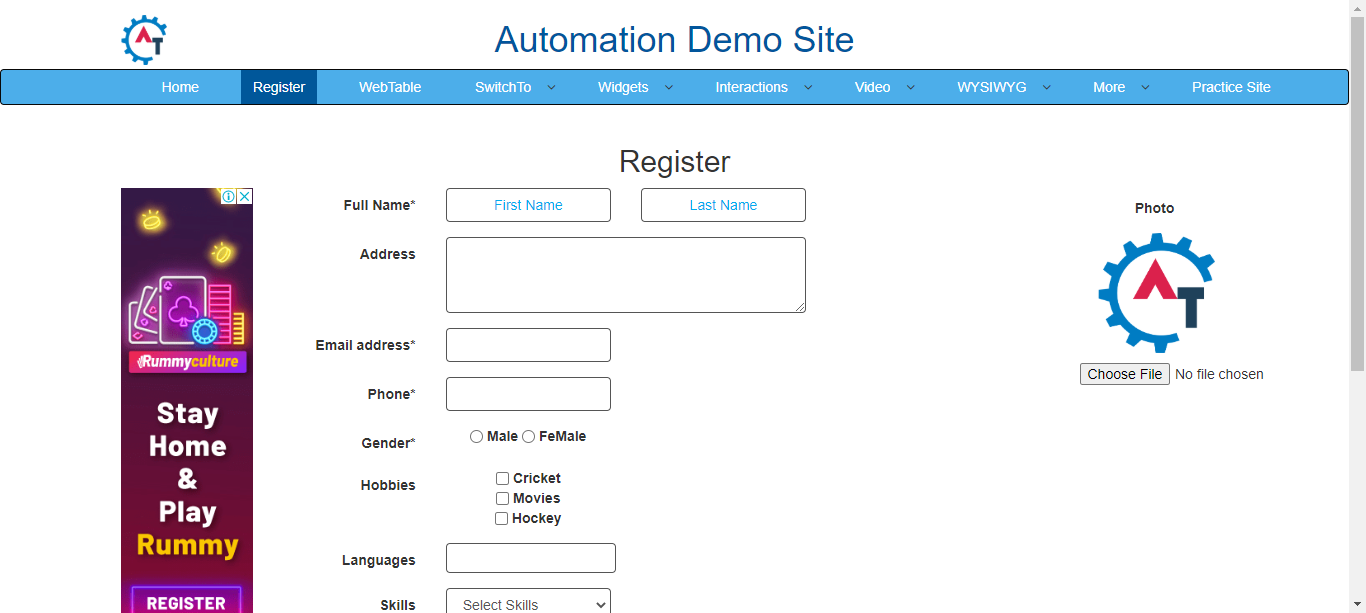 AT
Automation Demo Site
Home Register WebTable SwitchTo Widgets Interactions Video WYSIWYG More Practice Site
Register
Full Name* First Name Last Name
Photo
Address
AT
Email address*
Choose File No file chosen
Phone*
Gender* Male FeMale
Hobbies Cricket
Movies
Hockey
Languages
Skills Select Skills
Rummyculture
Stay
Home
&
Play
Rummy
REGISTER